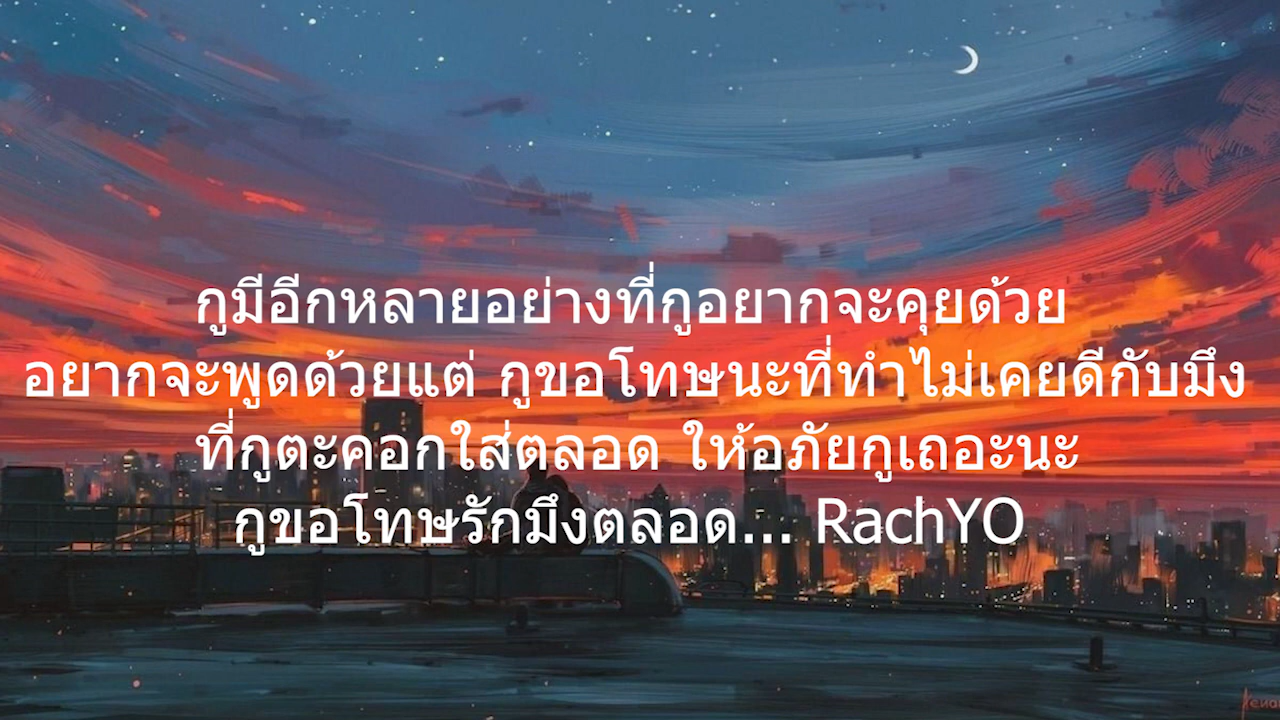 กูมีอีกหลายอย่างที่กูอยากจะคุยด้วย
อยากจะพูดด้วยแต่ กูขอโทษนะที่ทำไม่เคยดีกับมึง
ที่กูตะคอกใส่ตลอด ให้อภัยกูเถอะนะ
กูขอโทษรักมึงตลอด... RachYO